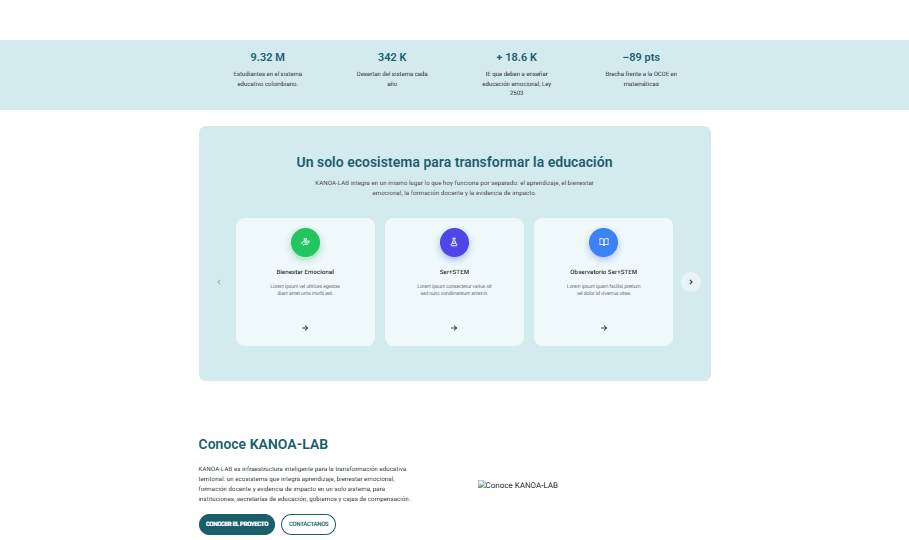 9.32 M
Estudiantes en el sistema
educativo colombiano.
342 K
Desertan del sistema cada
año
+ 18.6 K
IE que deben a enseñar
educación emocional, Ley
2503
–89 pts
Brecha frente a la OCDE en
matemáticas
Un solo ecosistema para transformar la educación
KANOA-LAB integra en un mismo lugar lo que hoy funciona por separado: el aprendizaje, el bienestar
emocional, la formación docente y la evidencia de impacto.
Bienestar Emocional
Lorem ipsum vel ultrices egestas
diam amet urna morbi est
Ser+STEM
Lorem ipsum consectetur varius sit
sed nunc condimentum amet in
Observatorio Ser+STEM
Lorem ipsum quam facilisi pretium
vel dolor id vivamus vitae.
Conoce KANOA-LAB
KANOA-LAB es infraestructura inteligente para la transformación educativa
territorial: un ecosistema que integra aprendizaje, bienestar emocional,
formación docente y evidencia de impacto en un solo sistema, para
instituciones, secretarías de educación, gobiernos y cajas de compensación.
CONOCER EL PROYECTO
CONTÁCTANOS
Conoce KANOA-LAB